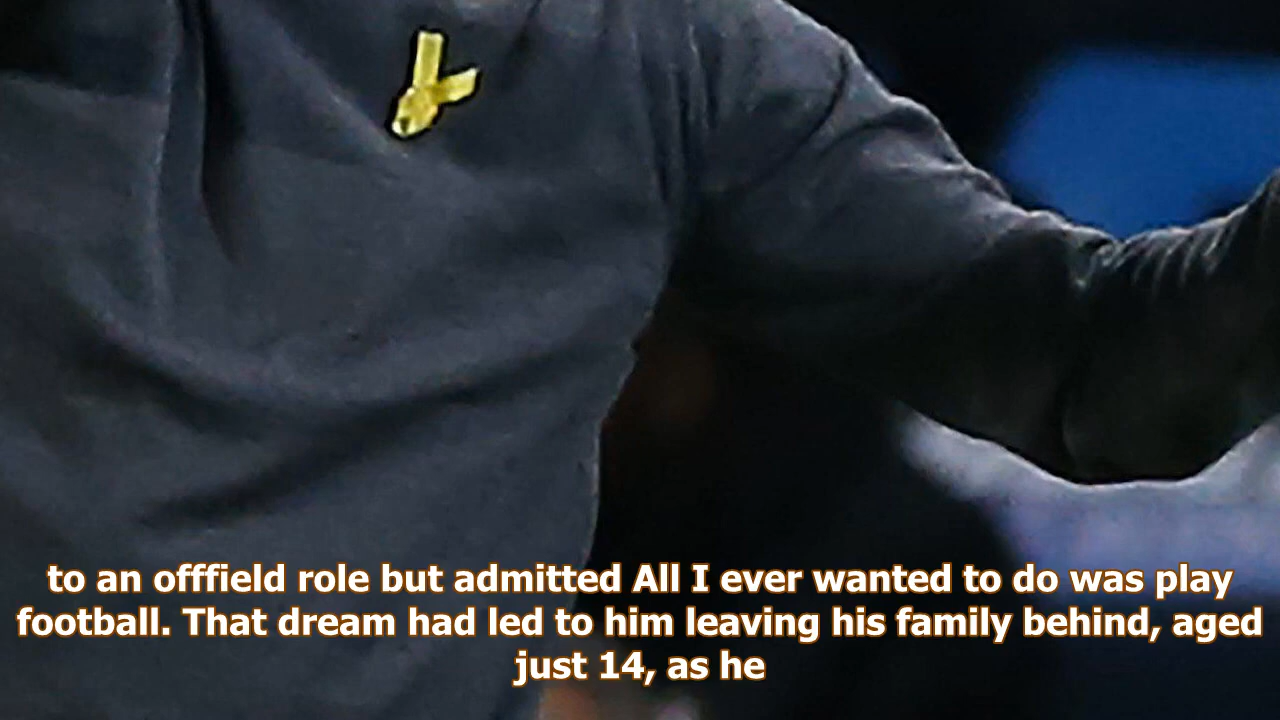 to an offfield role but admitted All I ever wanted to do was play
football. That dream had led to him leaving his family behind, aged
just 14, as he